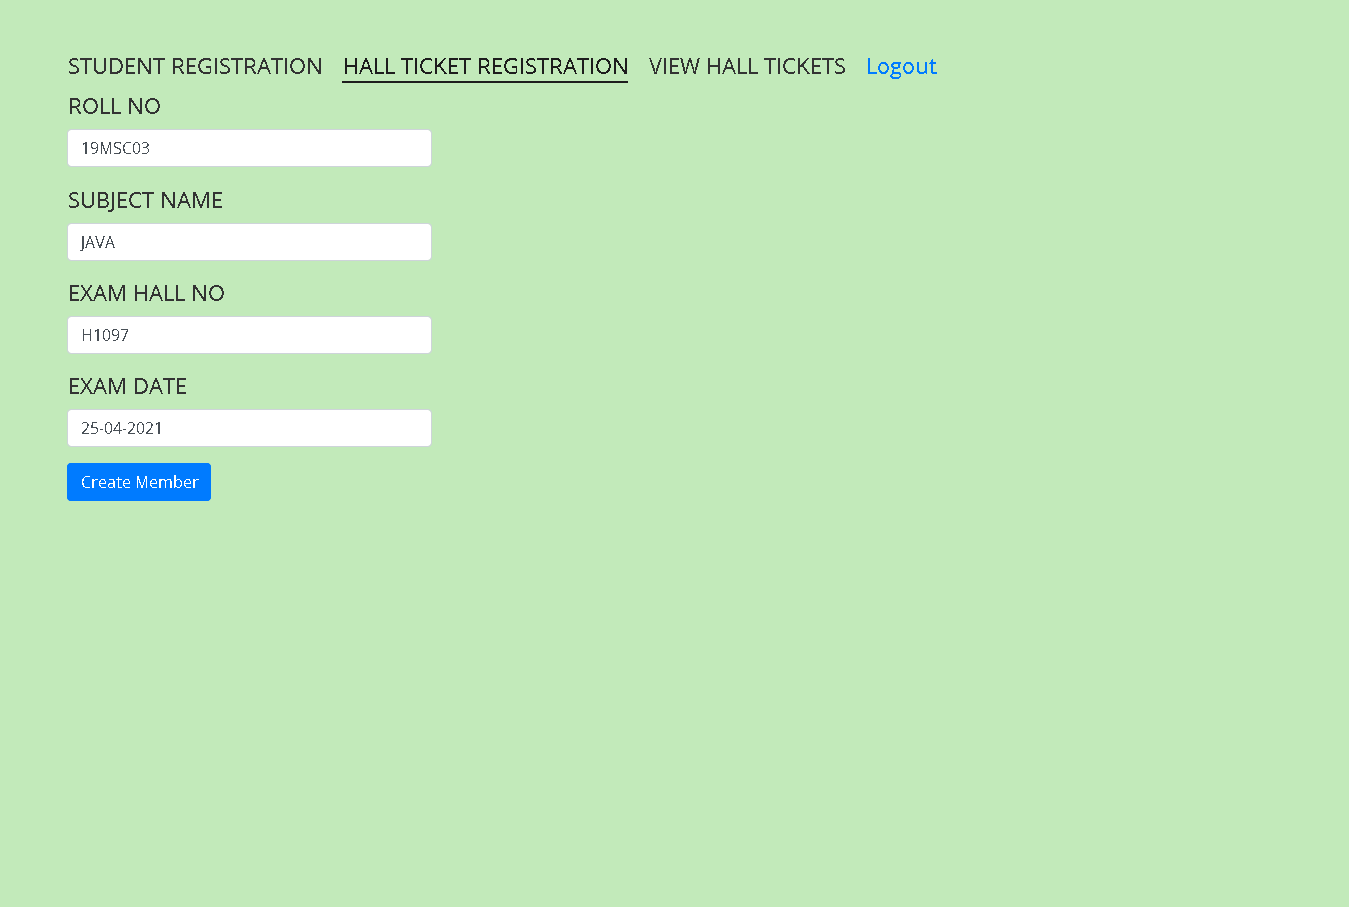 STUDENT REGISTRATION HALL TICKET REGISTRATION VIEW HALL TICKETS Logout
ROLL NO
19MSC03
SUBJECT NAME
JAVA
EXAM HALL NO
H1097
EXAM DATE
25-04-2021
Create Member